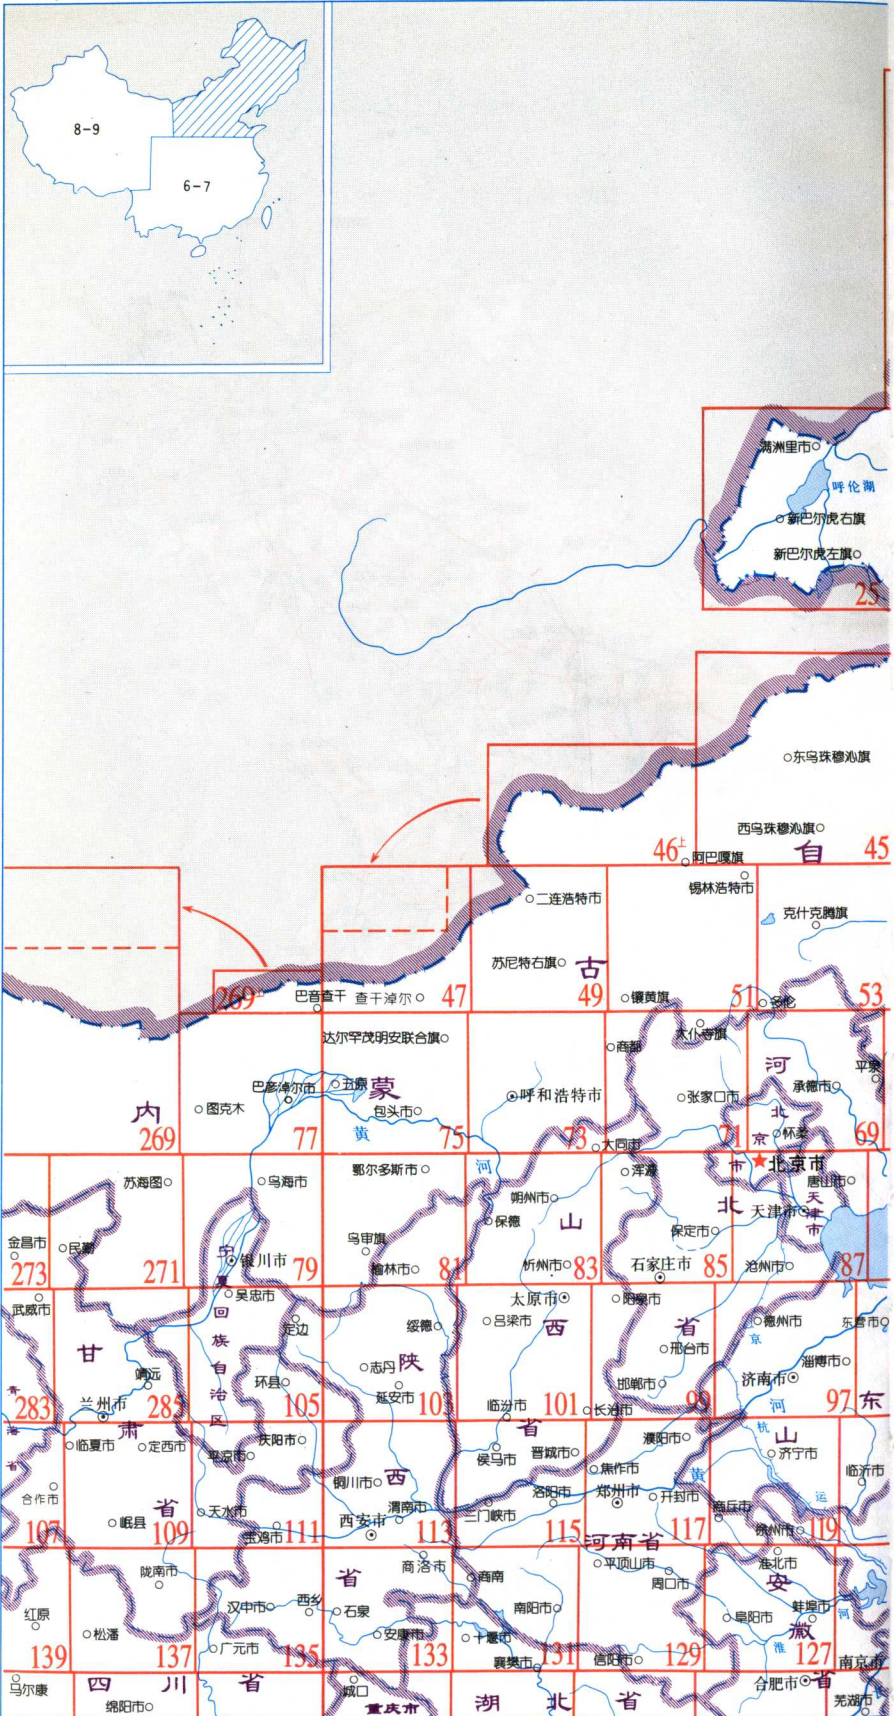 8-9
6-7
满洲里市
呼伦湖
新巴尔虎右旗
新巴尔虎左旗
25
东乌珠穆沁旗
西乌珠穆沁旗
自
45
46上
阿巴嘎旗
锡林浩特市
二连浩特市
克什克腾旗
苏尼特右旗
古
269上
巴音查干
查干淖尔
47
49
镶黄旗
51
多伦
53
达尔罕茂明安联合旗
太仆寺旗
商都
河
平泉
巴彦淖尔市
五原
蒙
呼和浩特市
张家口市
承德市
内
图克木
包头市
北
269
77
黄
75
73
大同市
71
京
怀柔
69
鄂尔多斯市
河
浑源
市
北京市
苏海图
乌海市
朔州市
北
唐山市
保德
山
天津市
天津市
金昌市
民勤
宁
银川市
乌审旗
保定市
273
271
夏
79
榆林市
81
忻州市
83
石家庄市
85
沧州市
87
武威市
吴忠市
太原市
阳泉市
回
定边
绥德
吕梁市
西
省
德州市
东营市
甘
族
邢台市
京
靖远
自
环县
志丹
陕
邯郸市
济南市
淄博市
青
兰州市
治
延安市
283
285
105
103
临汾市
101
长治市
99
河
97
东
海
肃
区
省
杭
山
临夏市
定西市
平凉市
庆阳市
侯马市
晋城市
濮阳市
济宁市
省
西
焦作市
黄
临沂市
合作市
铜川市
洛阳市
郑州市
开封市
运
省
岷县
天水市
渭南市
三门峡市
商丘市
107
109
宝鸡市
111
西安市
113
115
河南省
117
徐州市
119
陇南市
商洛市
平顶山市
淮北市
省
商南
周口市
安
红原
汉中市
西乡
石泉
南阳市
阜阳市
蚌埠市
河
松潘
安康市
十堰市
徽
139
137
广元市
135
133
襄樊市
131
信阳市
129
淮
127
南京市
马尔康
四
川
省
城口
合肥市
省
绵阳市
重庆市
湖
北
省
芜湖市